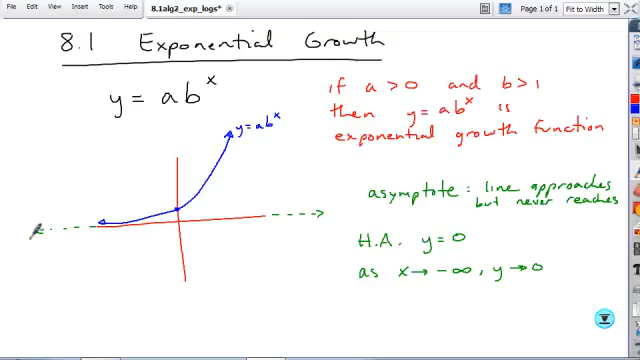 File Edit View Insert Tools Help
8.1alg2_exp_logs*
Page 1 of 1
Fit to Width
8.1 Exponential Growth
y = ab^x
if a > 0 and b > 1
then y = ab^x is
exponential growth function
y = ab^x
asymptote : line approaches
but never reaches
H.A. y = 0
as x → -∞, y → 0